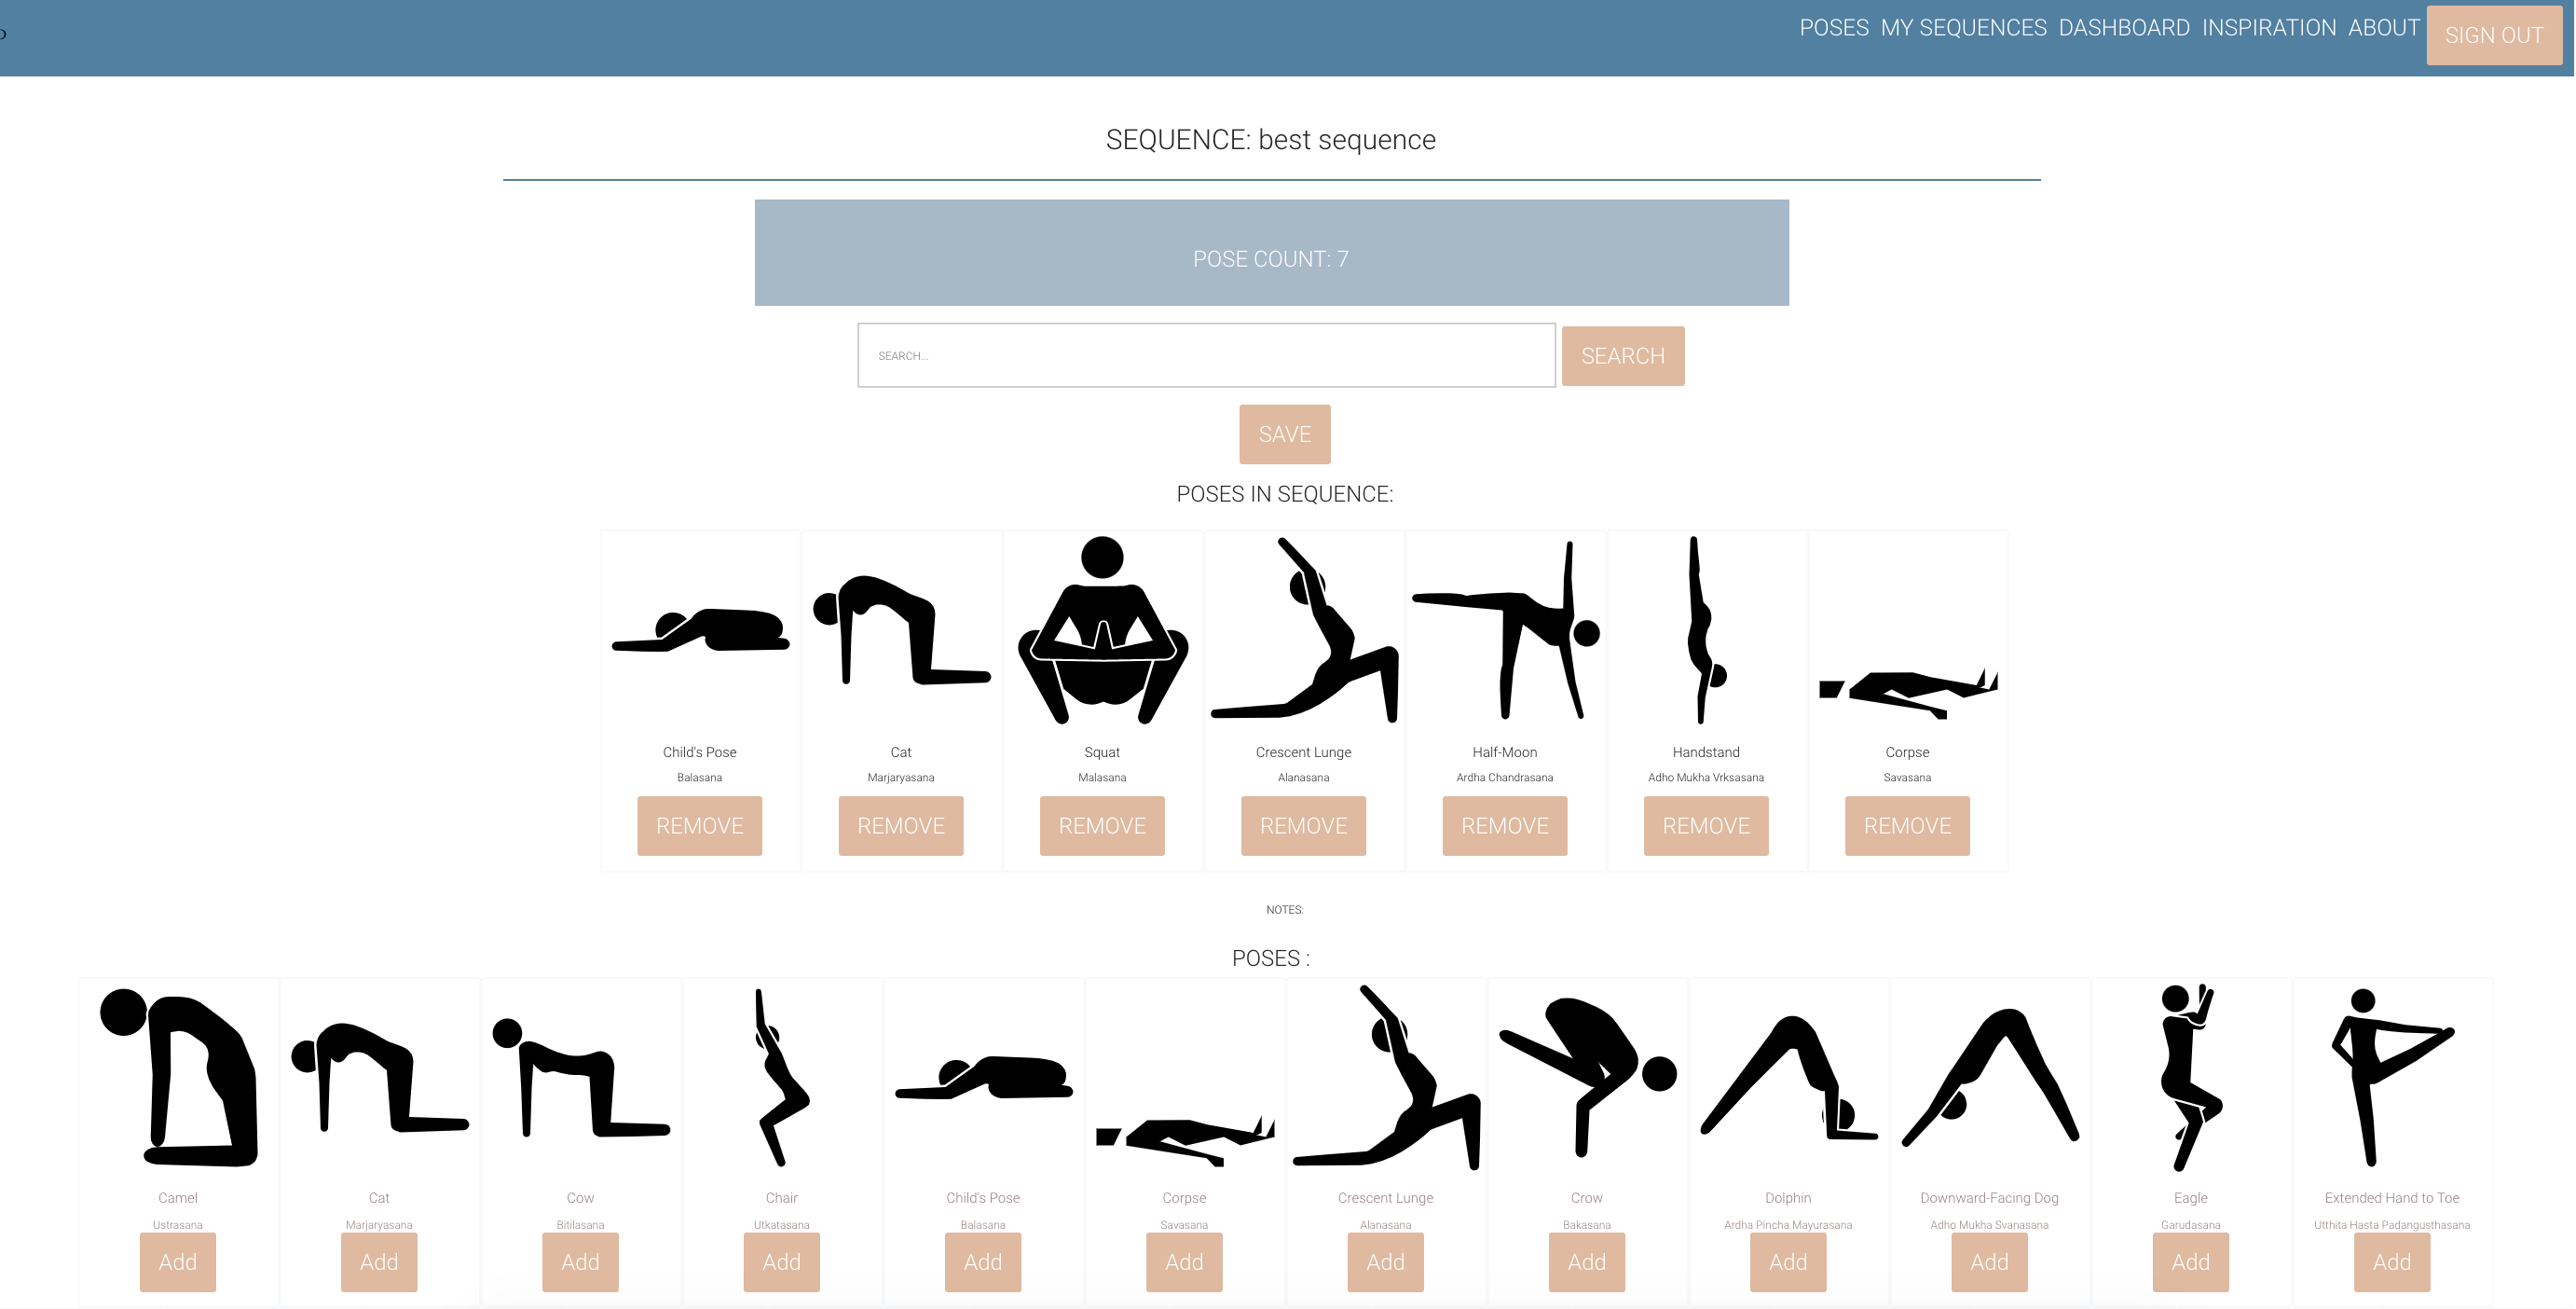 POSES MY SEQUENCES DASHBOARD INSPIRATION ABOUT SIGN OUT
SEQUENCE: best sequence
POSE COUNT: 7
SEARCH...
SEARCH
SAVE
POSES IN SEQUENCE:
Child's Pose Cat Squat Crescent Lunge Half-Moon Handstand Corpse
Balasana Marjaryasana Malasana Alanasana Ardha Chandrasana Adho Mukha Vrksasana Savasana
REMOVE REMOVE REMOVE REMOVE REMOVE REMOVE REMOVE
NOTES:
POSES :
Camel Cat Cow Chair Child's Pose Corpse Crescent Lunge Crow Dolphin Downward-Facing Dog Eagle Extended Hand to Toe
Ustrasana Marjaryasana Bitilasana Utkatasana Balasana Savasana Alanasana Bakasana Ardha Pincha Mayurasana Adho Mukha Svanasana Garudasana Utthita Hasta Padangusthasana
Add Add Add Add Add Add Add Add Add Add Add Add